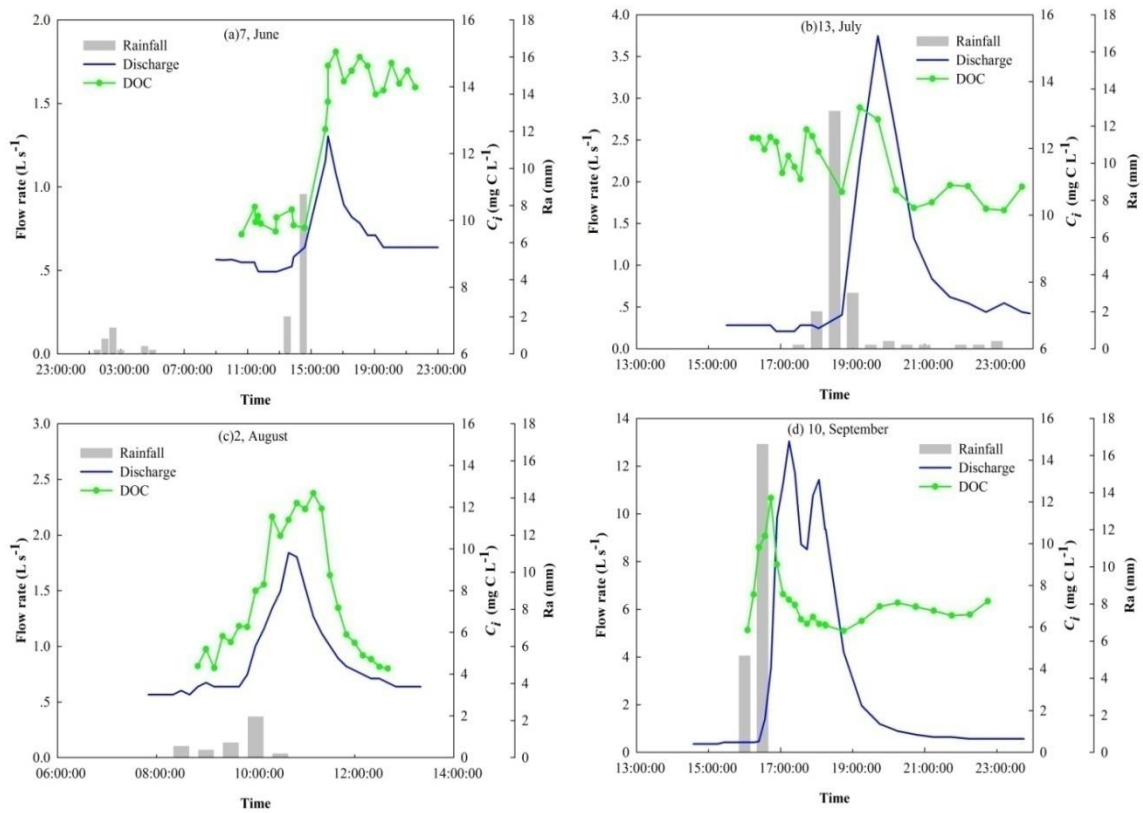 (a)7, June
Rainfall
Discharge
DOC
Flow rate (L s⁻¹)
2.0
1.5
1.0
.5
0.0
16
14
12
10
8
6
Cᵢ (mg C L⁻¹)
18
16
14
12
10
8
6
4
2
0
Ra (mm)
23:00:00 03:00:00 07:00:00 11:00:00 15:00:00 19:00:00 23:00:00
Time
(b)13, July
Rainfall
Discharge
DOC
Flow rate (L s⁻¹)
4.0
3.5
3.0
2.5
2.0
1.5
1.0
.5
0.0
16
14
12
10
8
6
Cᵢ (mg C L⁻¹)
18
16
14
12
10
8
6
4
2
0
Ra (mm)
13:00:00 15:00:00 17:00:00 19:00:00 21:00:00 23:00:00
Time
(c)2, August
Rainfall
Discharge
DOC
Flow rate (L s⁻¹)
3.0
2.5
2.0
1.5
1.0
.5
0.0
16
14
12
10
8
6
4
2
0
Cᵢ (mg C L⁻¹)
18
16
14
12
10
8
6
4
2
0
Ra (mm)
06:00:00 08:00:00 10:00:00 12:00:00 14:00:00
Time
(d) 10, September
Rainfall
Discharge
DOC
Flow rate (L s⁻¹)
14
12
10
8
6
4
2
0
16
14
12
10
8
6
4
2
0
Cᵢ (mg C L⁻¹)
18
16
14
12
10
8
6
4
2
0
Ra (mm)
13:00:00 15:00:00 17:00:00 19:00:00 21:00:00 23:00:00
Time